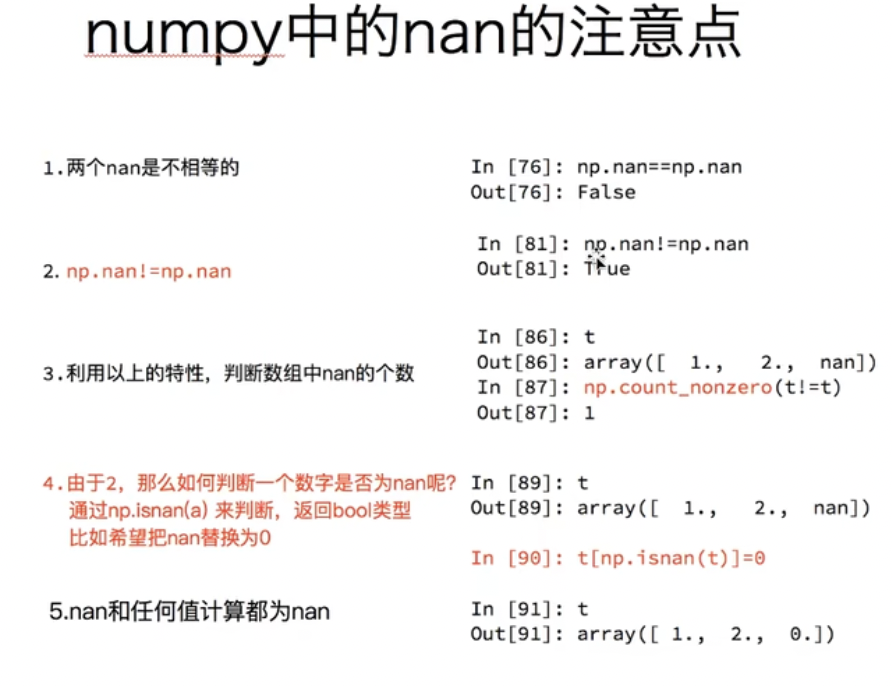 numpy中的nan的注意点
1.两个nan是不相等的
In [76]: np.nan==np.nan
Out[76]: False
2. np.nan!=np.nan
In [81]: np.nan!=np.nan
Out[81]: True
3.利用以上的特性，判断数组中nan的个数
In [86]: t
Out[86]: array([  1.,   2.,  nan])
In [87]: np.count_nonzero(t!=t)
Out[87]: 1
4.由于2，那么如何判断一个数字是否为nan呢?
通过np.isnan(a) 来判断，返回bool类型
比如希望把nan替换为0
In [89]: t
Out[89]: array([  1.,   2.,  nan])
In [90]: t[np.isnan(t)]=0
5.nan和任何值计算都为nan
In [91]: t
Out[91]: array([ 1.,  2.,  0.])